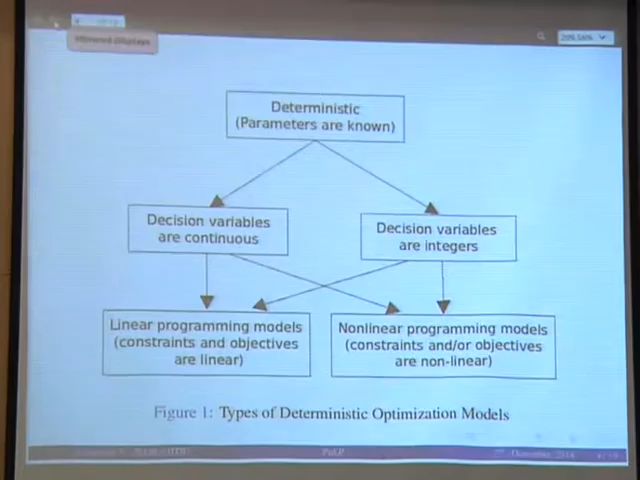 Mirrored Displays
Deterministic
(Parameters are known)
Decision variables
are continuous
Decision variables
are integers
Linear programming models
(constraints and objectives
are linear)
Nonlinear programming models
(constraints and/or objectives
are non-linear)
Figure 1: Types of Deterministic Optimization Models
PuLP